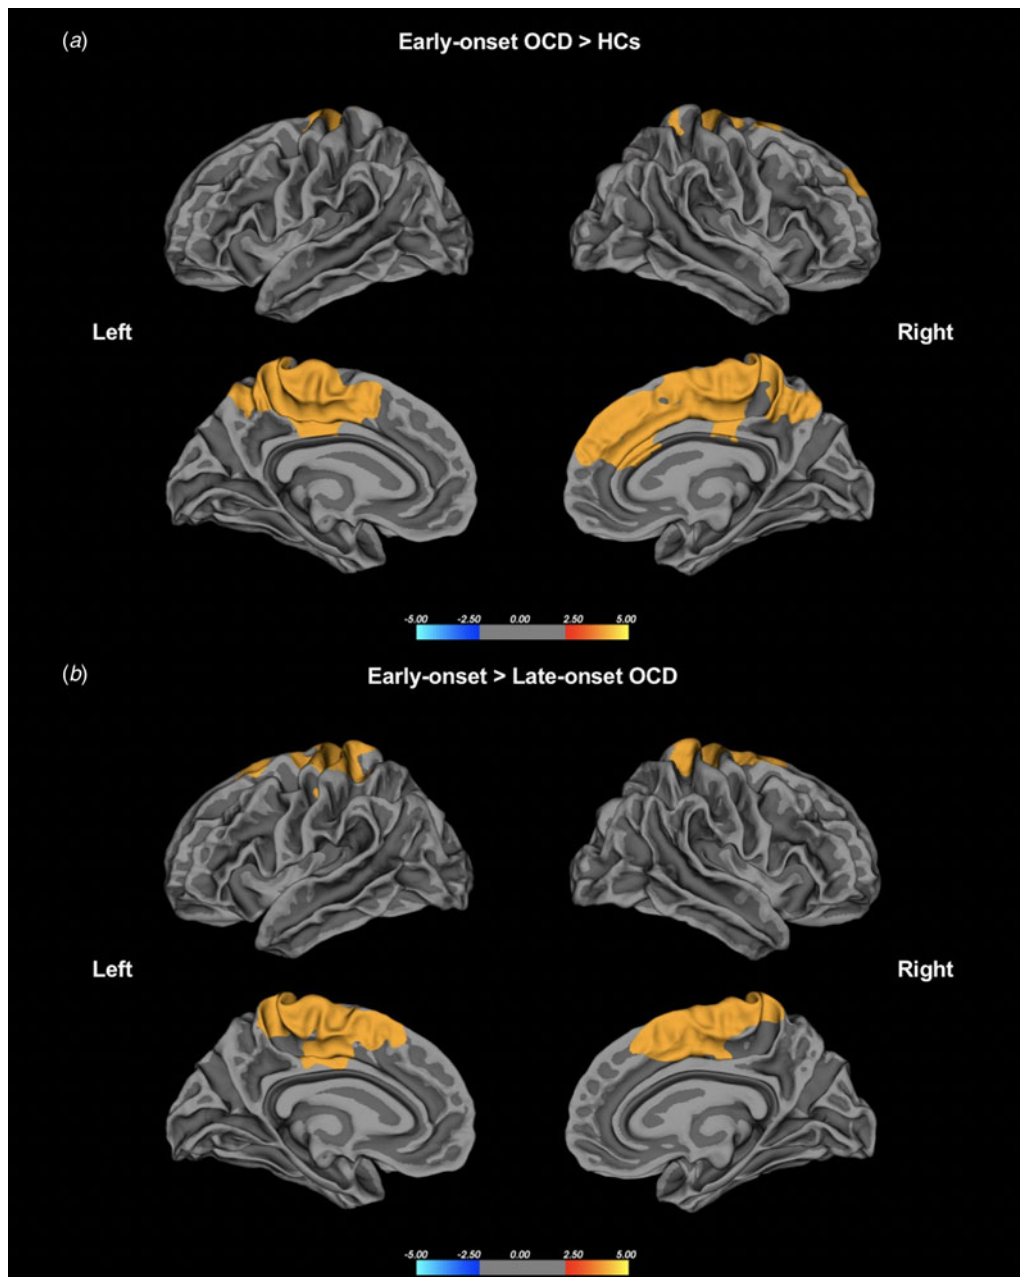 (a)
Early-onset OCD > HCs
Left
Right
-5.00 -2.50 0.00 2.50 5.00
(b)
Early-onset > Late-onset OCD
Left
Right
-5.00 -2.50 0.00 2.50 5.00